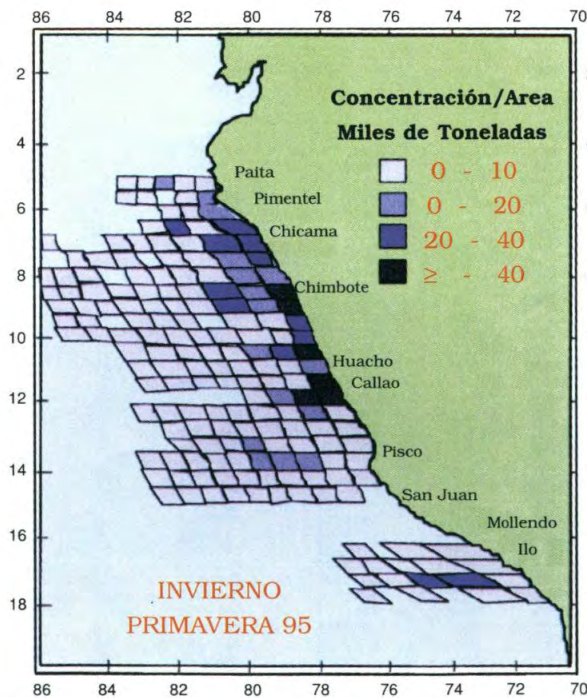 86 84 82 80 78 76 74 72 70
2
4
6
8
10
12
14
16
18
Concentración/Area
Miles de Toneladas
0 - 10
0 - 20
20 - 40
≥ - 40
Paita
Pimentel
Chicama
Chimbote
Huacho
Callao
Pisco
San Juan
Mollendo
Ilo
INVIERNO
PRIMAVERA 95
86 84 82 80 78 76 74 72 70